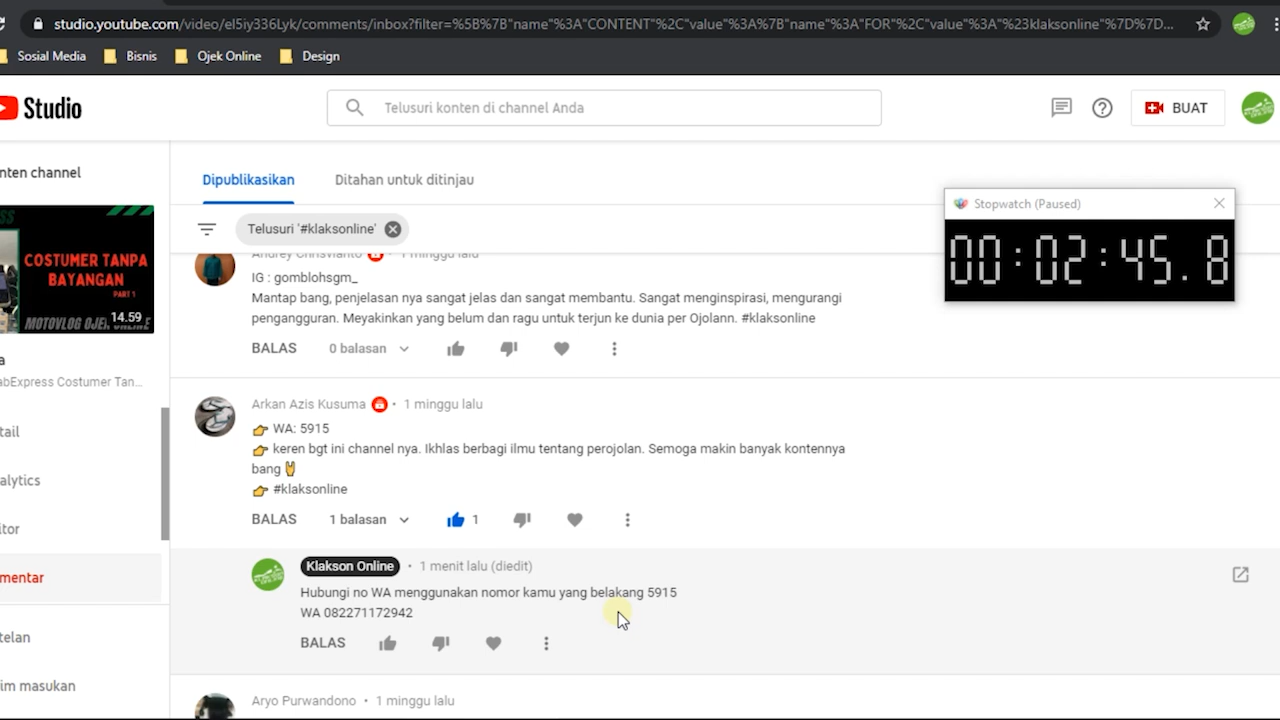 studio.youtube.com/video/el5iy336Lyk/comments/inbox?filter=%5B%7B"name"%3A"CONTENT"%2C"value"%3A%7B"name"%3A"FOR"%2C"value"%3A"%23klaksonline"%7D%7D...
Sosial Media
Bisnis
Ojek Online
Design
Studio
Telusuri konten di channel Anda
BUAT
nten channel
Dipublikasikan
Ditahan untuk ditinjau
Stopwatch (Paused)
00:02:45.8
Telusuri '#klaksonline'
COSTUMER TANPA
BAYANGAN
PART 1
MOTOVLOG OJEK ONLINE
14.59
Andrey Chrisvianto • 1 minggu lalu
IG : gomblohsgm_
Mantap bang, penjelasan nya sangat jelas dan sangat membantu. Sangat menginspirasi, mengurangi
pengangguran. Meyakinkan yang belum dan ragu untuk terjun ke dunia per Ojolann. #klaksonline
BALAS 0 balasan
a
abExpress Costumer Tan...
Arkan Azis Kusuma • 1 minggu lalu
👉 WA: 5915
👉 keren bgt ini channel nya. Ikhlas berbagi ilmu tentang perojolan. Semoga makin banyak kontennya
bang 🤘
👉 #klaksonline
BALAS 1 balasan 1
tail
alytics
itor
mentar
telan
im masukan
Klakson Online • 1 menit lalu (diedit)
Hubungi no WA menggunakan nomor kamu yang belakang 5915
WA 082271172942
BALAS
Aryo Purwandono • 1 minggu lalu